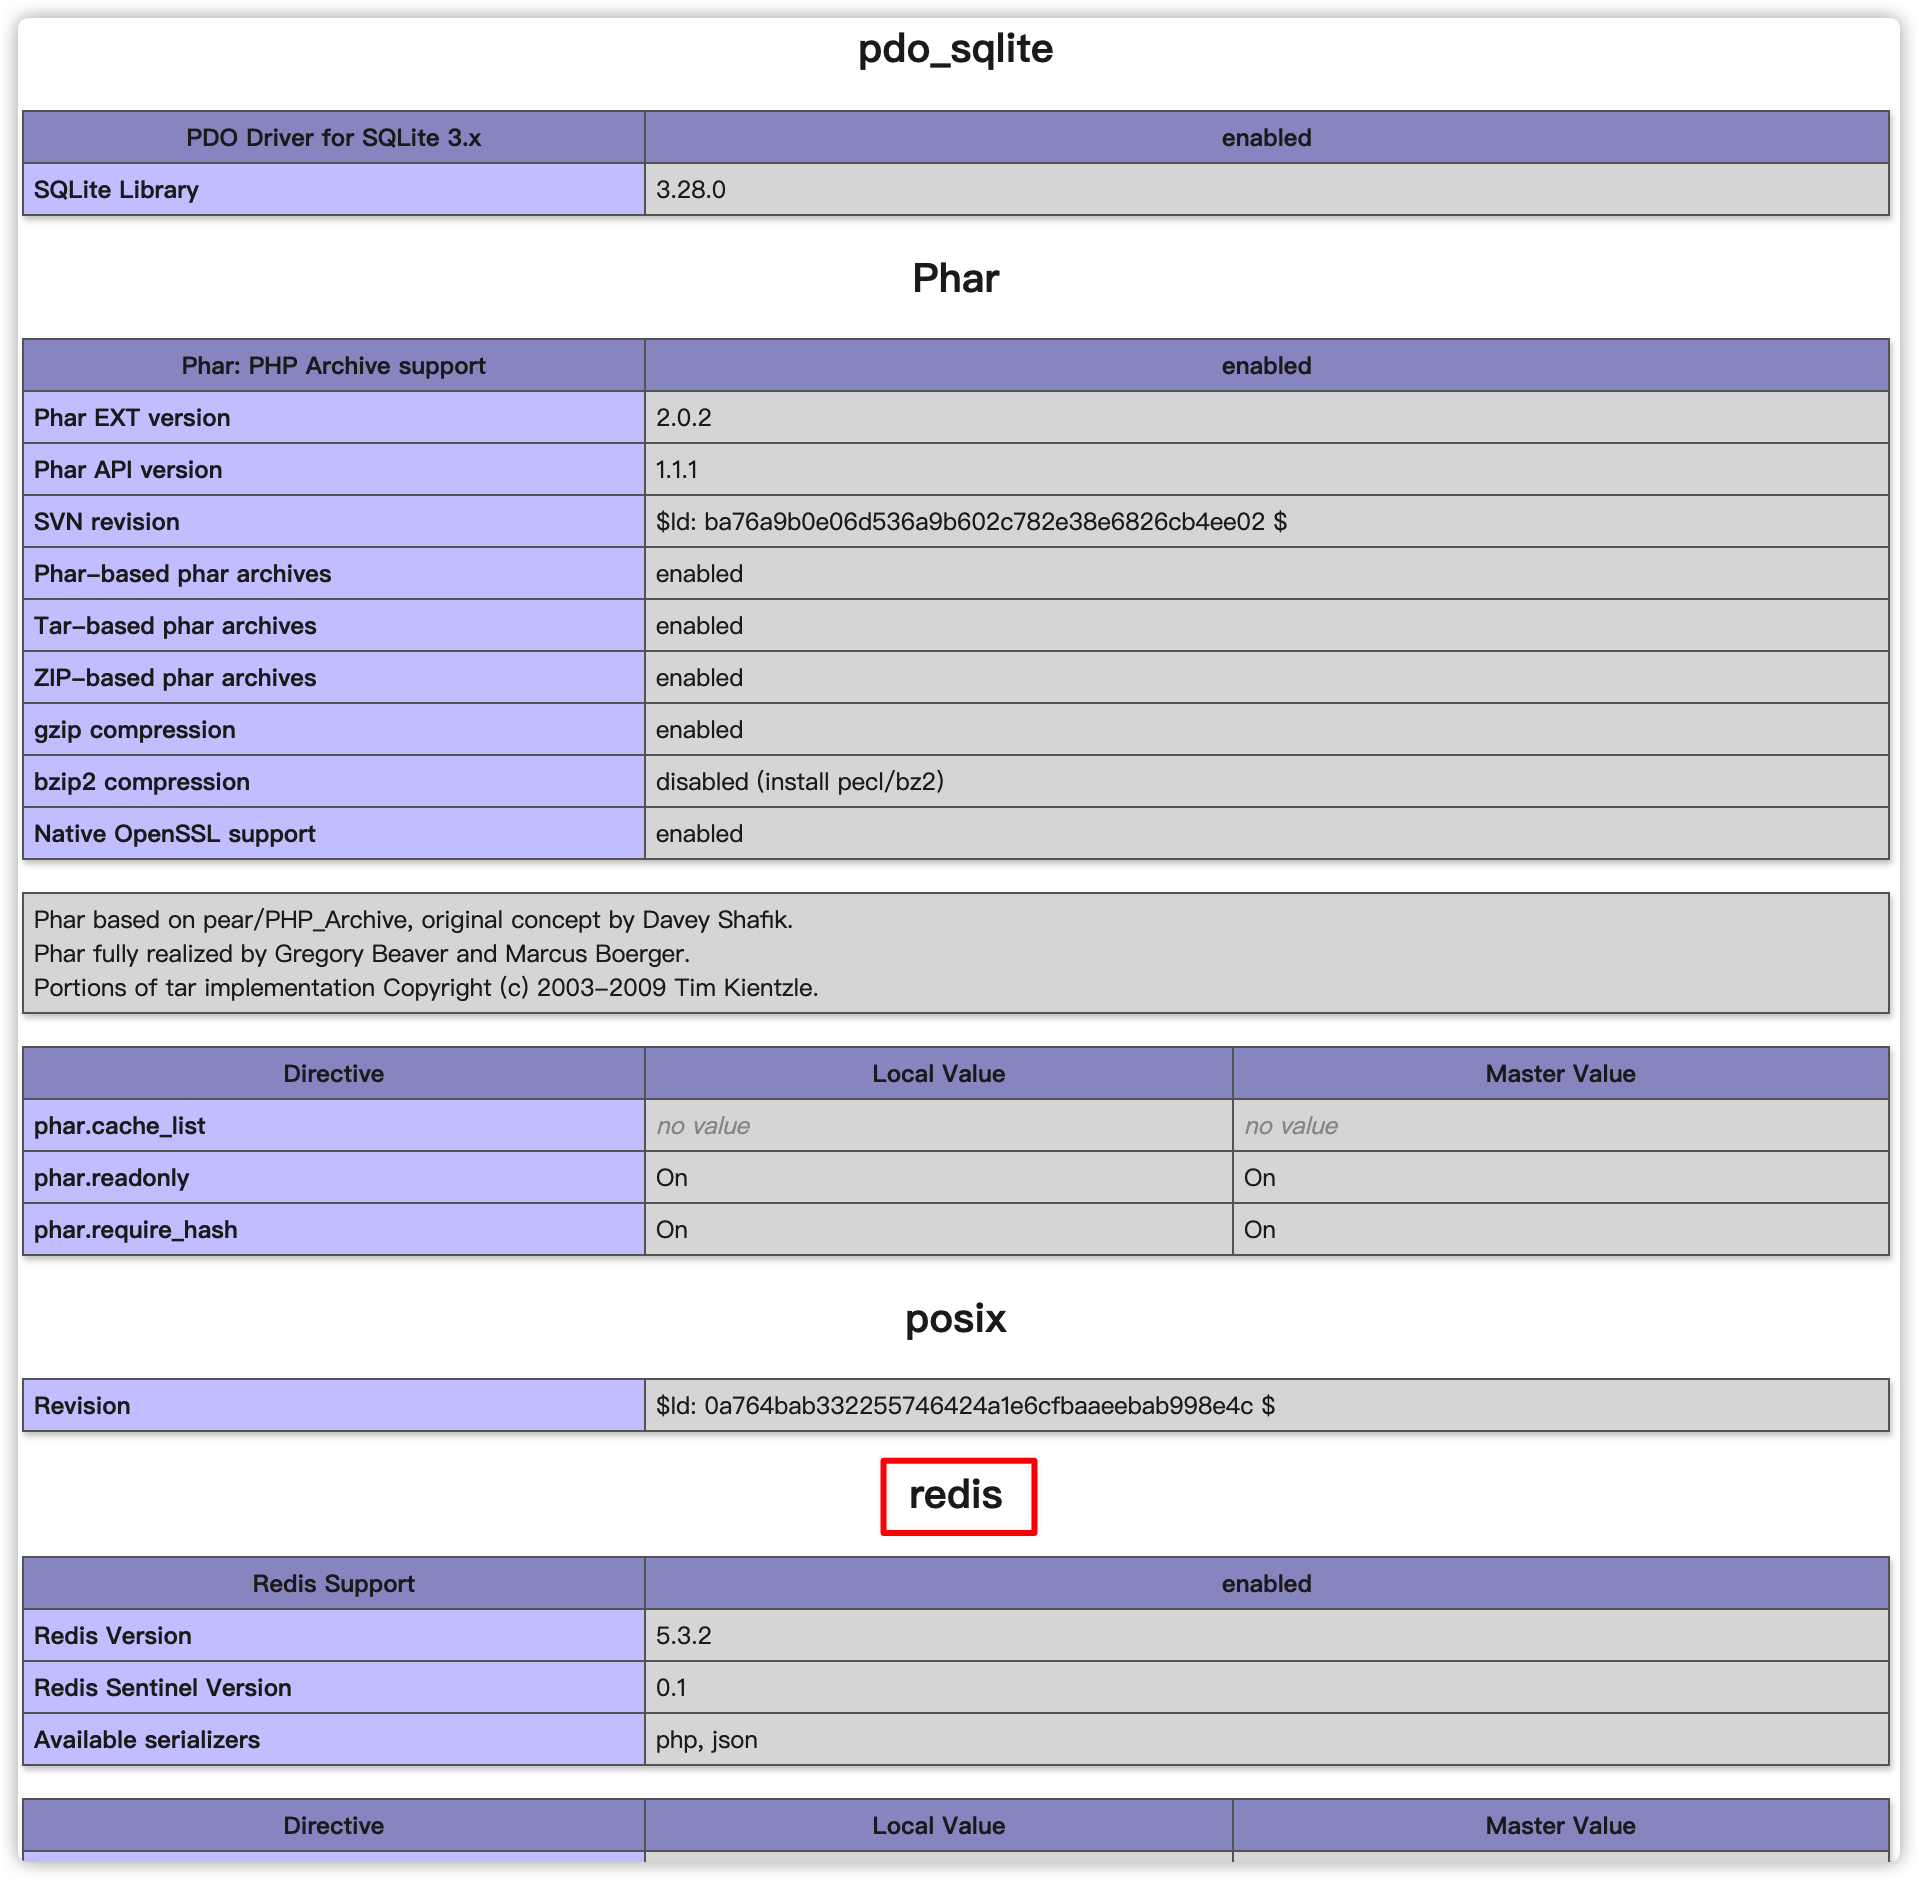 pdo_sqlite
PDO Driver for SQLite 3.x enabled
SQLite Library 3.28.0
Phar
Phar: PHP Archive support enabled
Phar EXT version 2.0.2
Phar API version 1.1.1
SVN revision $Id: ba76a9b0e06d536a9b602c782e38e6826cb4ee02 $
Phar-based phar archives enabled
Tar-based phar archives enabled
ZIP-based phar archives enabled
gzip compression enabled
bzip2 compression disabled (install pecl/bz2)
Native OpenSSL support enabled
Phar based on pear/PHP_Archive, original concept by Davey Shafik.
Phar fully realized by Gregory Beaver and Marcus Boerger.
Portions of tar implementation Copyright (c) 2003-2009 Tim Kientzle.
Directive Local Value Master Value
phar.cache_list no value no value
phar.readonly On On
phar.require_hash On On
posix
Revision $Id: 0a764bab332255746424a1e6cfbaaeebab998e4c $
redis
Redis Support enabled
Redis Version 5.3.2
Redis Sentinel Version 0.1
Available serializers php, json
Directive Local Value Master Value